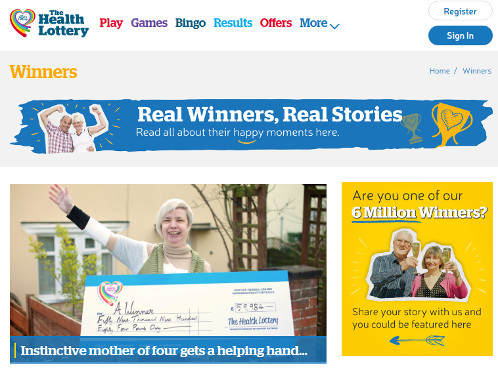 The
Health
Lottery
Play Games Bingo Results Offers More
Register
Sign In
Winners
Home / Winners
Real Winners, Real Stories
Read all about their happy moments here.
A Winner
Fifty Nine Thousand Nine Hundred
Eighty Four Pounds Only
£ 59,984
The Health Lottery
Instinctive mother of four gets a helping hand...
Are you one of our
6 Million Winners?
Share your story with us and
you could be featured here